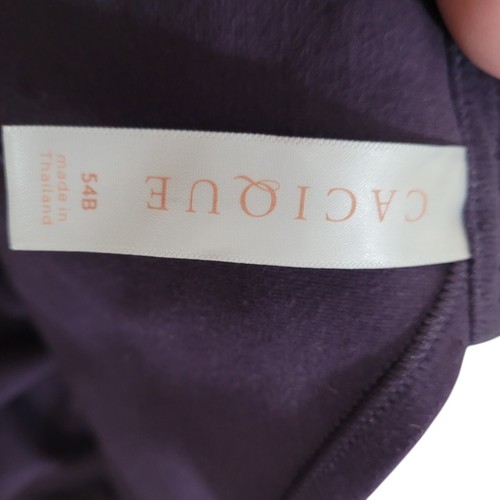 CACIQUE
54B
made in
Thailand